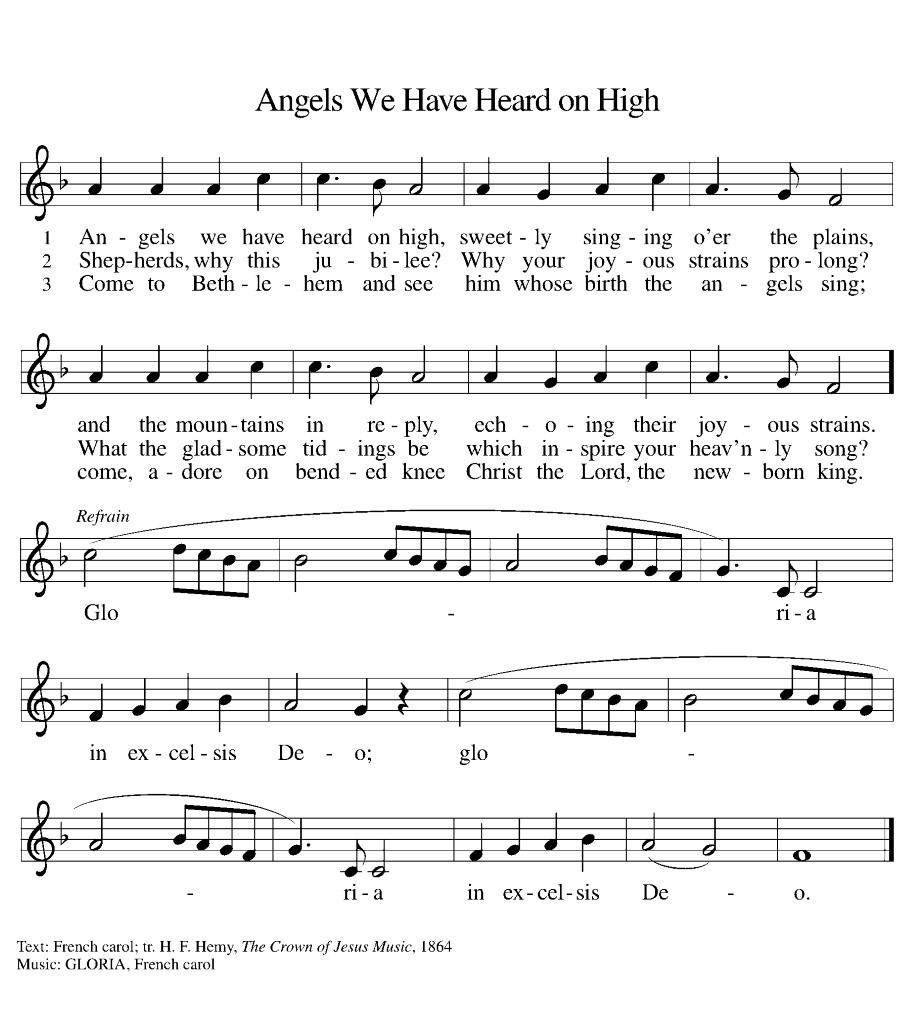 Angels We Have Heard on High
1 An - gels we have heard on high, sweet - ly sing - ing o'er the plains,
2 Shep - herds, why this ju - bi - lee? Why your joy - ous strains pro - long?
3 Come to Beth - le - hem and see him whose birth the an - gels sing;
and the moun - tains in re - ply, ech - o - ing their joy - ous strains.
What the glad - some tid - ings be which in - spire your heav'n - ly song?
come, a - dore on bend - ed knee Christ the Lord, the new - born king.
Refrain
Glo - ri - a
in ex - cel - sis De - o; glo -
- ri - a in ex - cel - sis De - o.
Text: French carol; tr. H. F. Hemy, The Crown of Jesus Music, 1864
Music: GLORIA, French carol